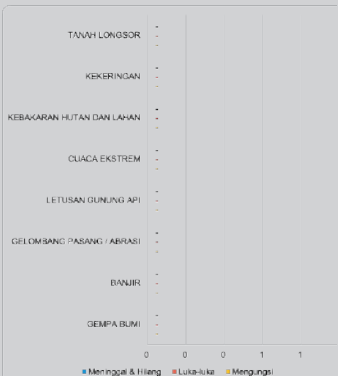 TANAH LONGSOR
-
-
-
KEKERINGAN
-
-
-
KEBAKARAN HUTAN DAN LAHAN
-
-
-
CUACA EKSTREM
-
-
-
LETUSAN GUNUNG API
-
-
-
GELOMBANG PASANG / ABRASI
-
-
-
BANJIR
-
-
-
GEMPA BUMI
-
-
-
0 0 0 1 1
Meninggal & Hilang Luka-luka Mengungsi